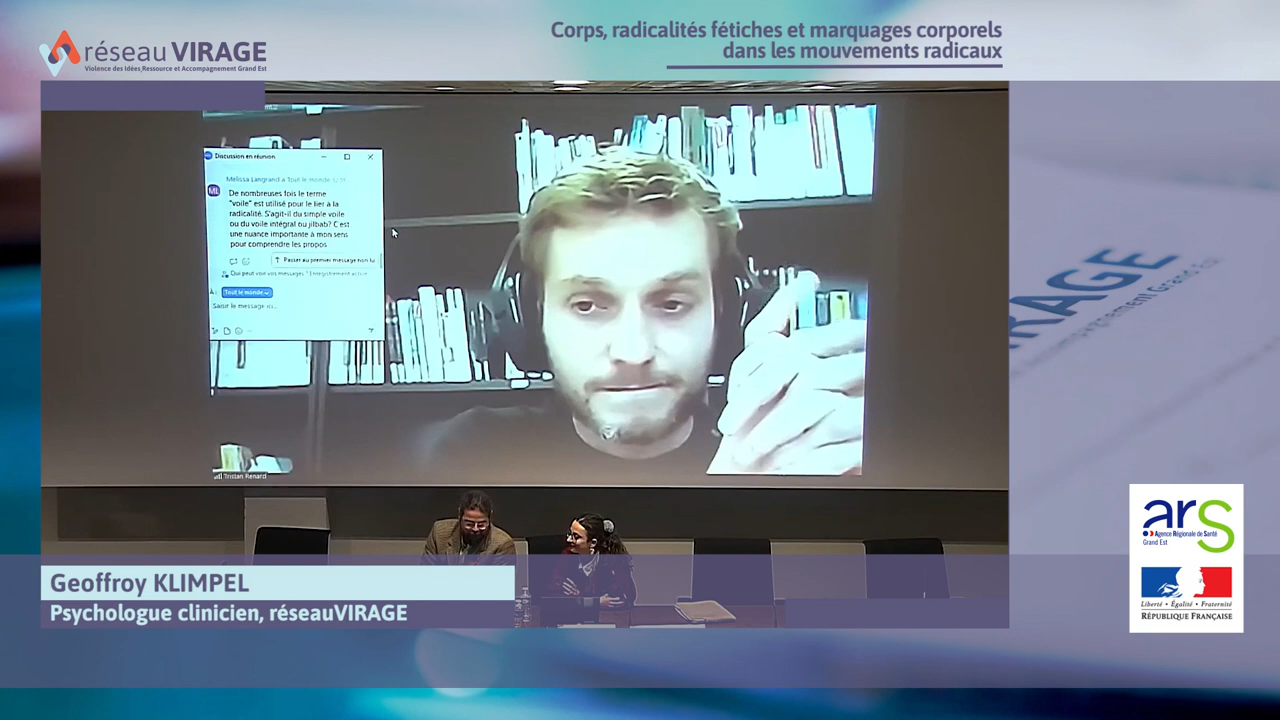 réseau VIRAGE
Violence des Idées,Ressource et Accompagnement Grand Est
Corps, radicalités fétiches et marquages corporels
dans les mouvements radicaux
Discussion en réunion
Mélissa Langrand à Tout le monde
ML
De nombreuses fois le terme
"voile" est utilisé pour le lier à la
radicalité. S'agit-il du simple voile
ou du voile intégral ou jilbab? C'est
une nuance importante à mon sens
pour comprendre les propos
Passer au premier message non lu
Qui peut voir vos messages ? Enregistrement activé
Tout le monde
Saisir le message ici...
Tristan Renard
Geoffroy KLIMPEL
Psychologue clinicien, réseauVIRAGE
RAGE
Grand Est
ars
Agence Régionale de Santé
Grand Est
Liberté • Égalité • Fraternité
RÉPUBLIQUE FRANÇAISE